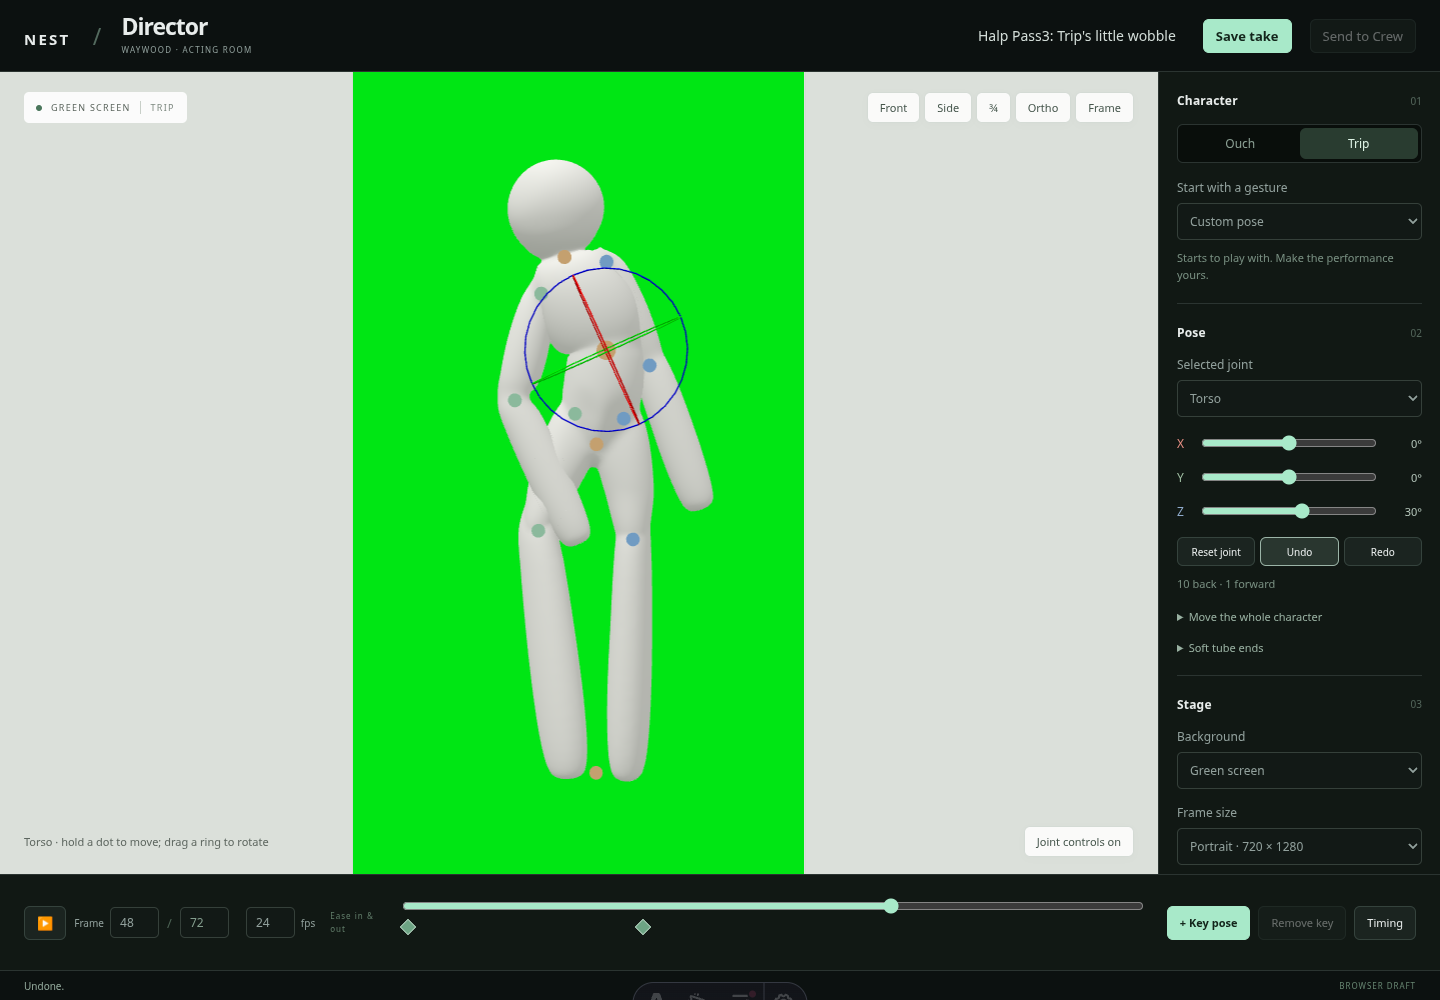 NEST / Director
WAYWOOD · ACTING ROOM
Halp Pass3: Trip's little wobble
Save take
Send to Crew
GREEN SCREEN | TRIP
Front
Side
¾
Ortho
Frame
Character 01
Ouch
Trip
Start with a gesture
Custom pose
Starts to play with. Make the performance
yours.
Pose 02
Selected joint
Torso
X 0°
Y 0°
Z 30°
Reset joint
Undo
Redo
10 back · 1 forward
Move the whole character
Soft tube ends
Stage 03
Background
Green screen
Frame size
Portrait · 720 × 1280
Torso · hold a dot to move; drag a ring to rotate
Joint controls on
Frame 48 / 72 24 fps
Ease in &
out
+ Key pose
Remove key
Timing
Undone.
BROWSER DRAFT